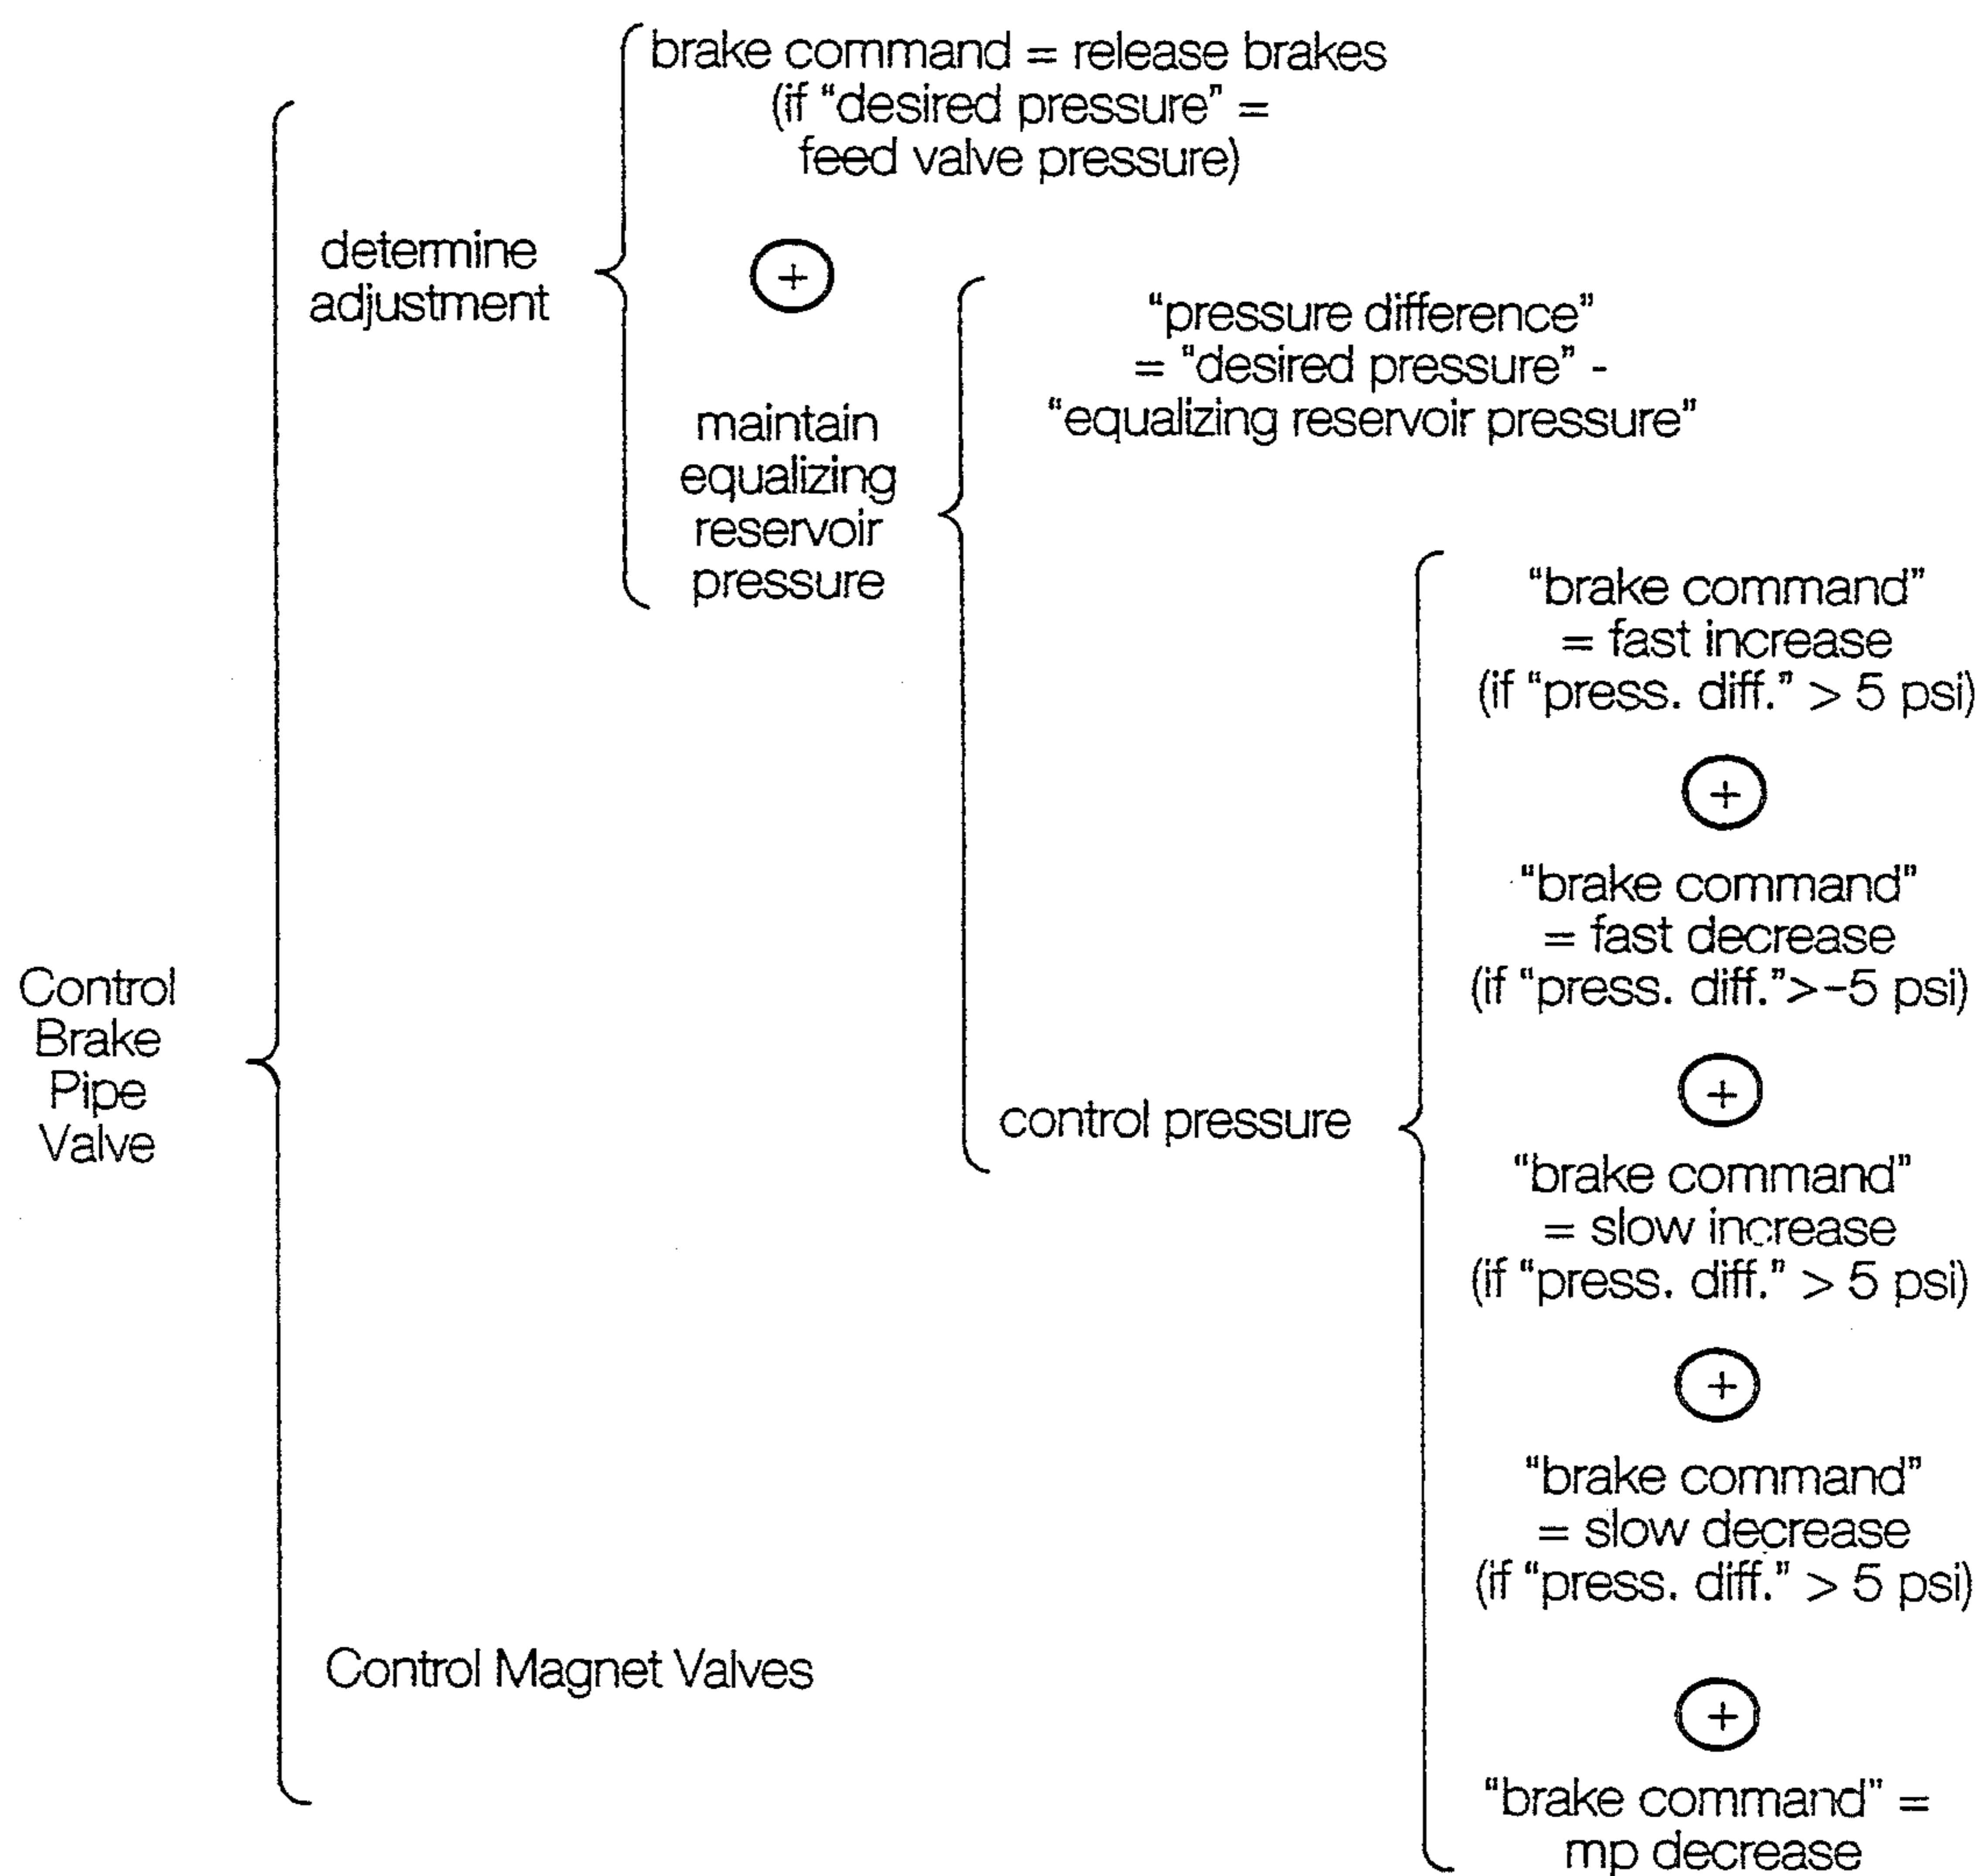 brake command = release brakes
(if "desired pressure" =
feed valve pressure)
determine
adjustment
+
"pressure difference"
= "desired pressure" -
"equalizing reservoir pressure"
maintain
equalizing
reservoir
pressure
"brake command"
= fast increase
(if "press. diff." > 5 psi)
+
"brake command"
= fast decrease
(if "press. diff.">-5 psi)
Control
Brake
Pipe
Valve
+
control pressure
"brake command"
= slow increase
(if "press. diff." > 5 psi)
+
"brake command"
= slow decrease
(if "press. diff." > 5 psi)
Control Magnet Valves
+
"brake command" =
mp decrease